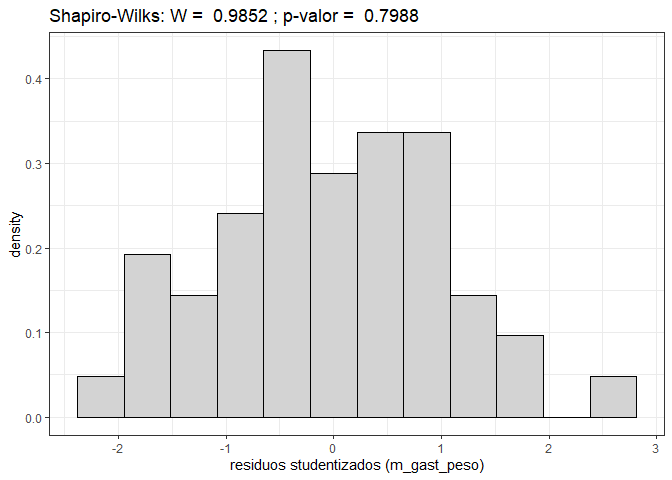 Shapiro-Wilks: W =  0.9852 ; p-valor =  0.7988
0.4
0.3
density
0.2
0.1
0.0
-2 -1 0 1 2 3
residuos studentizados (m_gast_peso)